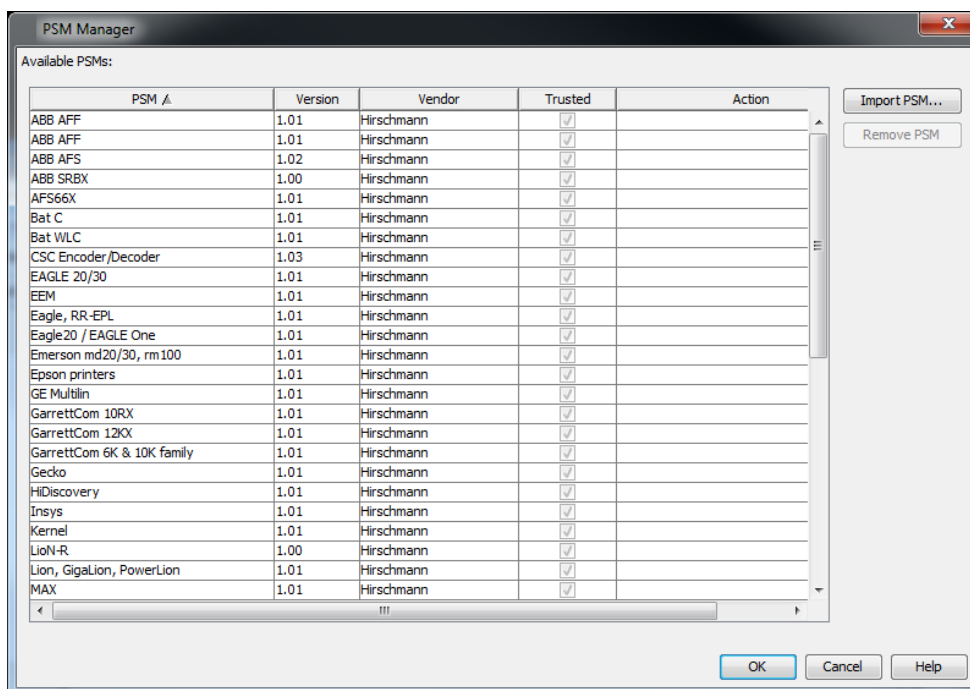 PSM Manager
Available PSMs:
PSM Version Vendor Trusted Action
Import PSM...
Remove PSM
ABB AFF 1.01 Hirschmann
ABB AFF 1.01 Hirschmann
ABB AFS 1.02 Hirschmann
ABB SRBX 1.00 Hirschmann
AFS66X 1.01 Hirschmann
Bat C 1.01 Hirschmann
Bat WLC 1.01 Hirschmann
CSC Encoder/Decoder 1.03 Hirschmann
EAGLE 20/30 1.01 Hirschmann
EEM 1.01 Hirschmann
Eagle, RR-EPL 1.01 Hirschmann
Eagle20 / EAGLE One 1.01 Hirschmann
Emerson md20/30, rm100 1.01 Hirschmann
Epson printers 1.01 Hirschmann
GE Multilin 1.01 Hirschmann
GarrettCom 10RX 1.01 Hirschmann
GarrettCom 12KX 1.01 Hirschmann
GarrettCom 6K & 10K family 1.01 Hirschmann
Gecko 1.01 Hirschmann
HiDiscovery 1.01 Hirschmann
Insys 1.01 Hirschmann
Kernel 1.01 Hirschmann
LioN-R 1.00 Hirschmann
Lion, GigaLion, PowerLion 1.01 Hirschmann
MAX 1.01 Hirschmann
OK Cancel Help